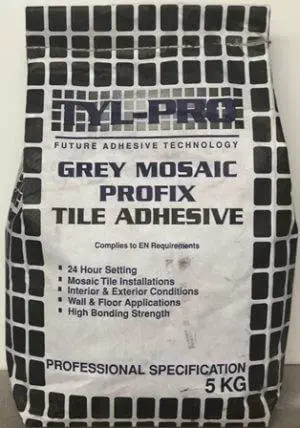 TYL-PRO
FUTURE ADHESIVE TECHNOLOGY
GREY MOSAIC
PROFIX
TILE ADHESIVE
Complies to EN Requirements
24 Hour Setting
Mosaic Tile Installations
Interior & Exterior Conditions
Wall & Floor Applications
High Bonding Strength
PROFESSIONAL SPECIFICATION
5 KG